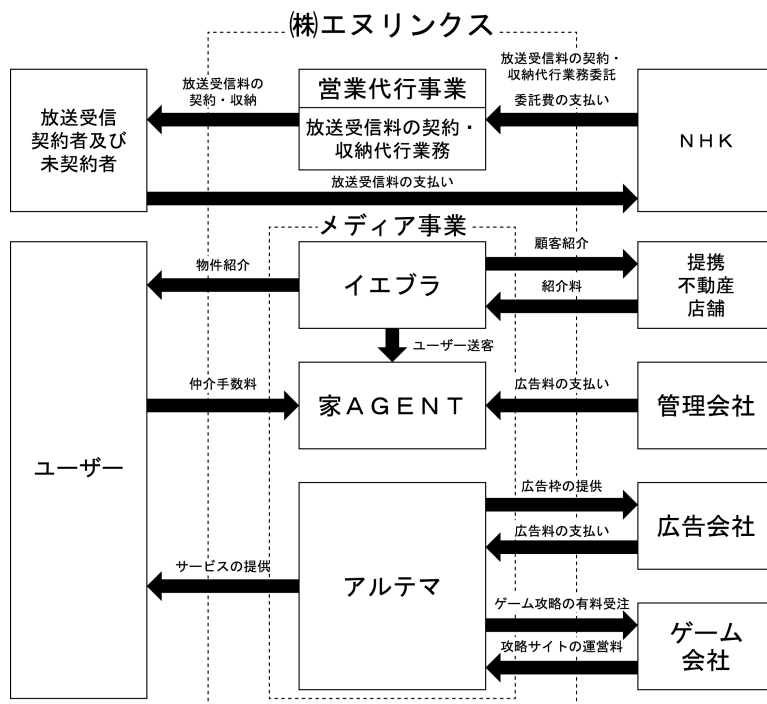 ㈱エヌリンクス
放送受信
契約者及び
未契約者
放送受信料の
契約・収納
営業代行事業
放送受信料の契約・
収納代行業務
放送受信料の契約・
収納代行業務委託
委託費の支払い
NHK
放送受信料の支払い
メディア事業
ユーザー
物件紹介
イエプラ
顧客紹介
紹介料
提携
不動産
店舗
ユーザー送客
仲介手数料
家AGENT
広告料の支払い
管理会社
サービスの提供
アルテマ
広告枠の提供
広告料の支払い
広告会社
ゲーム攻略の有料受注
攻略サイトの運営料
ゲーム
会社